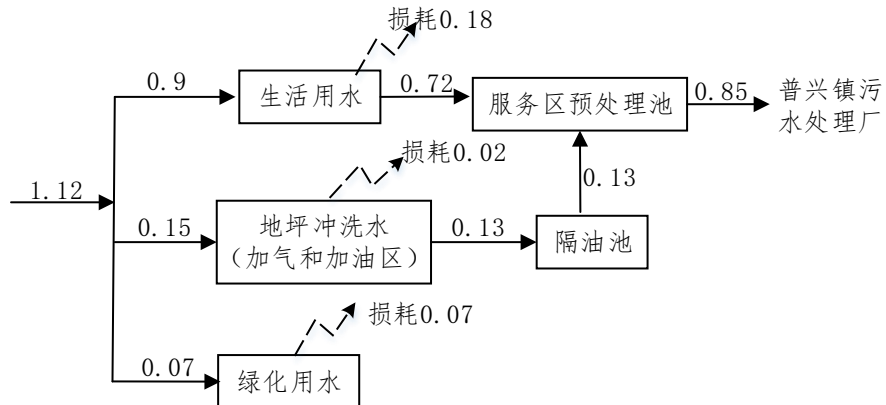 损耗0.18
0.9
生活用水
0.72
服务区预处理池
0.85
普兴镇污
水处理厂
损耗0.02
0.13
1.12
0.15
地坪冲洗水
（加气和加油区）
0.13
隔油池
损耗0.07
0.07
绿化用水